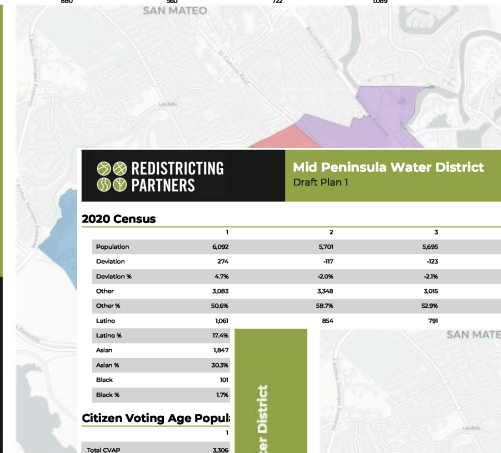 880 560 722 1,089
SAN MATEO
LAUREL
REDISTRICTING
PARTNERS
Mid Peninsula Water District
Draft Plan 1
2020 Census
1 2 3
Population 6,092 5,701 5,695
Deviation 274 -117 -123
Deviation % 4.7% -2.0% -2.1%
Other 3,083 3,348 3,015
Other % 50.6% 58.7% 52.9%
Latino 1,061 854 791
Latino % 17.4%
Asian 1,847
Asian % 30.3%
Black 101
Black % 1.7%
er District
SAN MATE
LAUREL
Citizen Voting Age Popul
1
Total CVAP 3,306